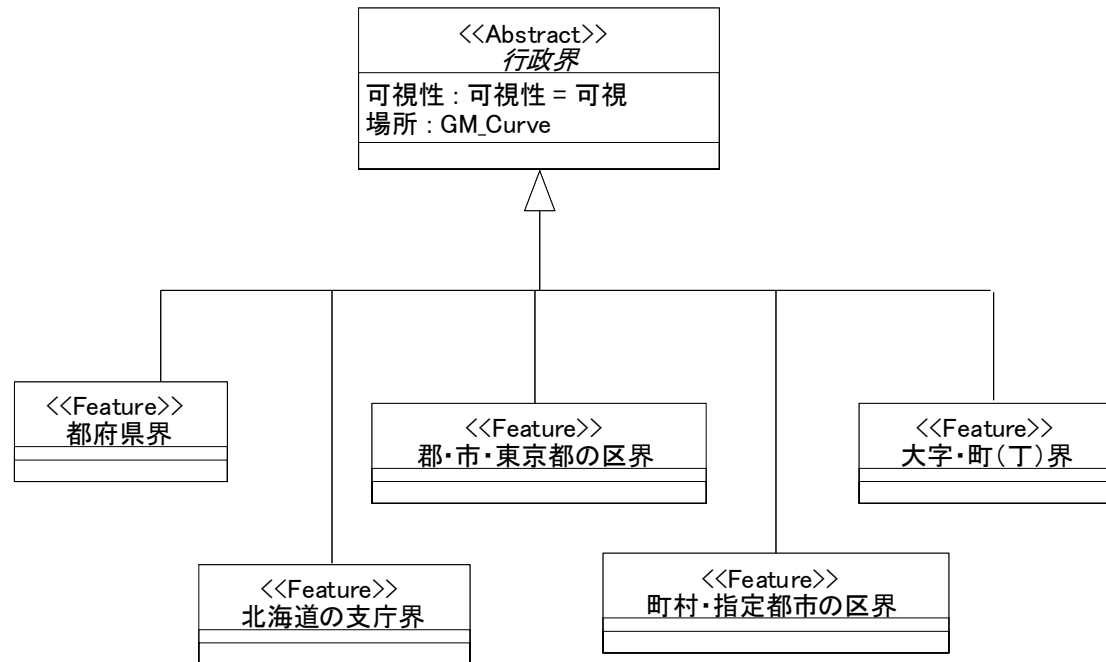 <<Abstract>>
行政界
可視性 : 可視性 = 可視
場所 : GM_Curve
<<Feature>>
都府県界
<<Feature>>
郡・市・東京都の区界
<<Feature>>
大字・町(丁)界
<<Feature>>
北海道の支庁界
<<Feature>>
町村・指定都市の区界